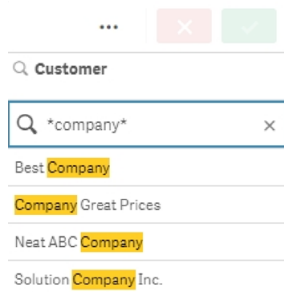 Customer
*company*
Best Company
Company Great Prices
Neat ABC Company
Solution Company Inc.